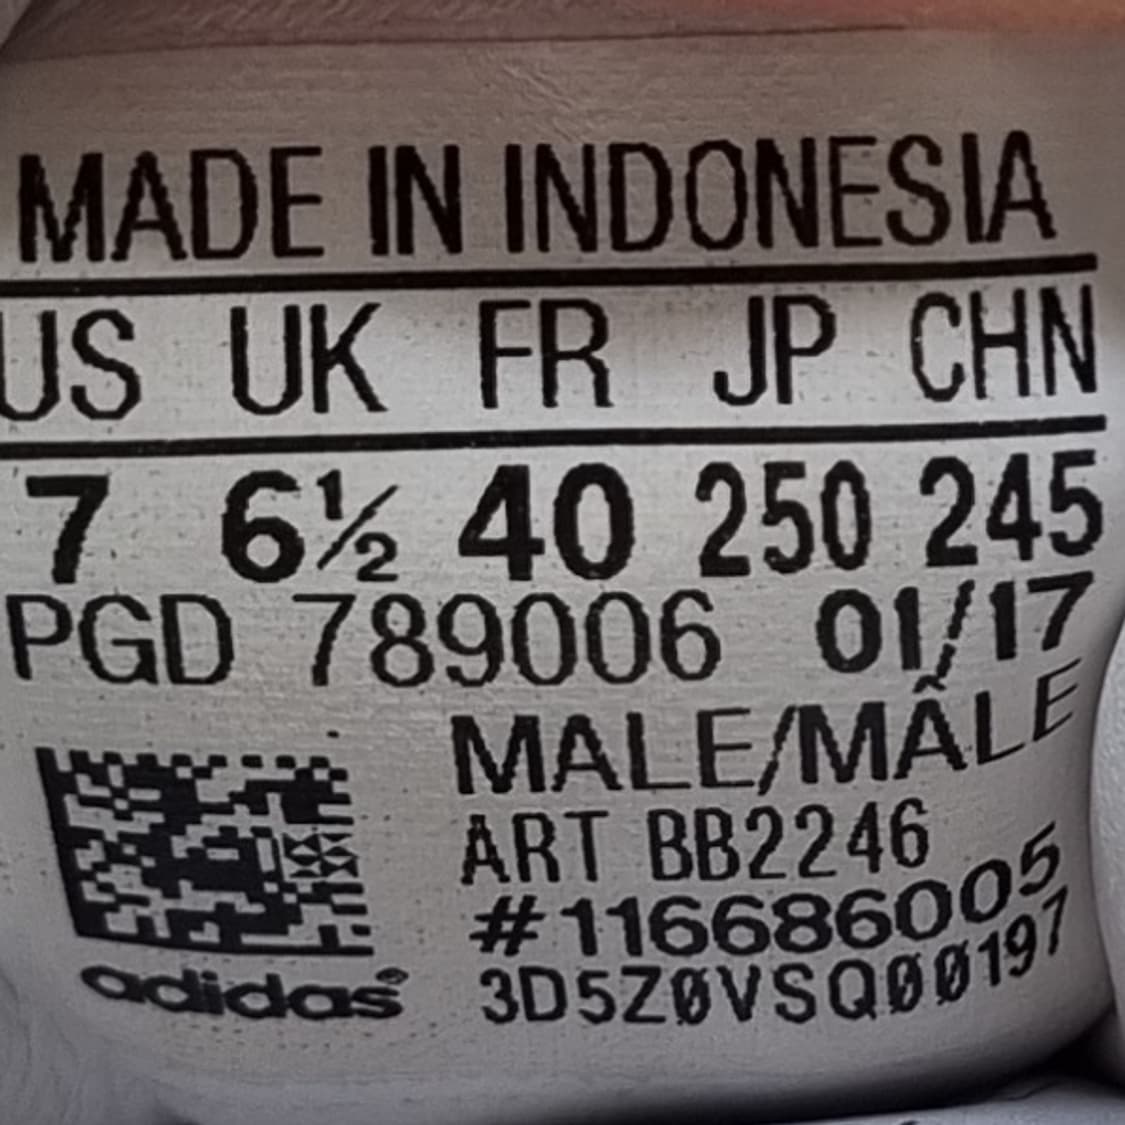 MADE IN INDONESIA
US UK FR JP CHN
7 6½ 40 250 245
PGD 789006 01/17
MALE/MÂLE
ART BB2246
#116686005
adidas® 3D5Z0VSQ00197